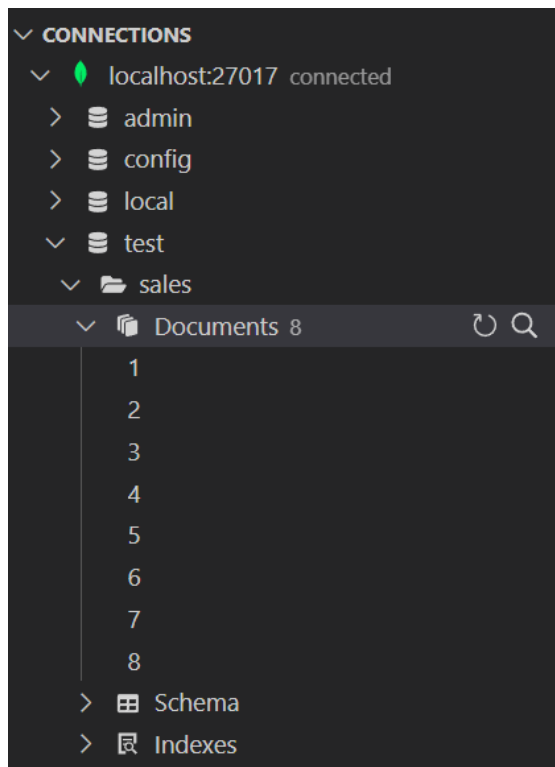 CONNECTIONS
localhost:27017 connected
admin
config
local
test
sales
Documents 8
1
2
3
4
5
6
7
8
Schema
Indexes